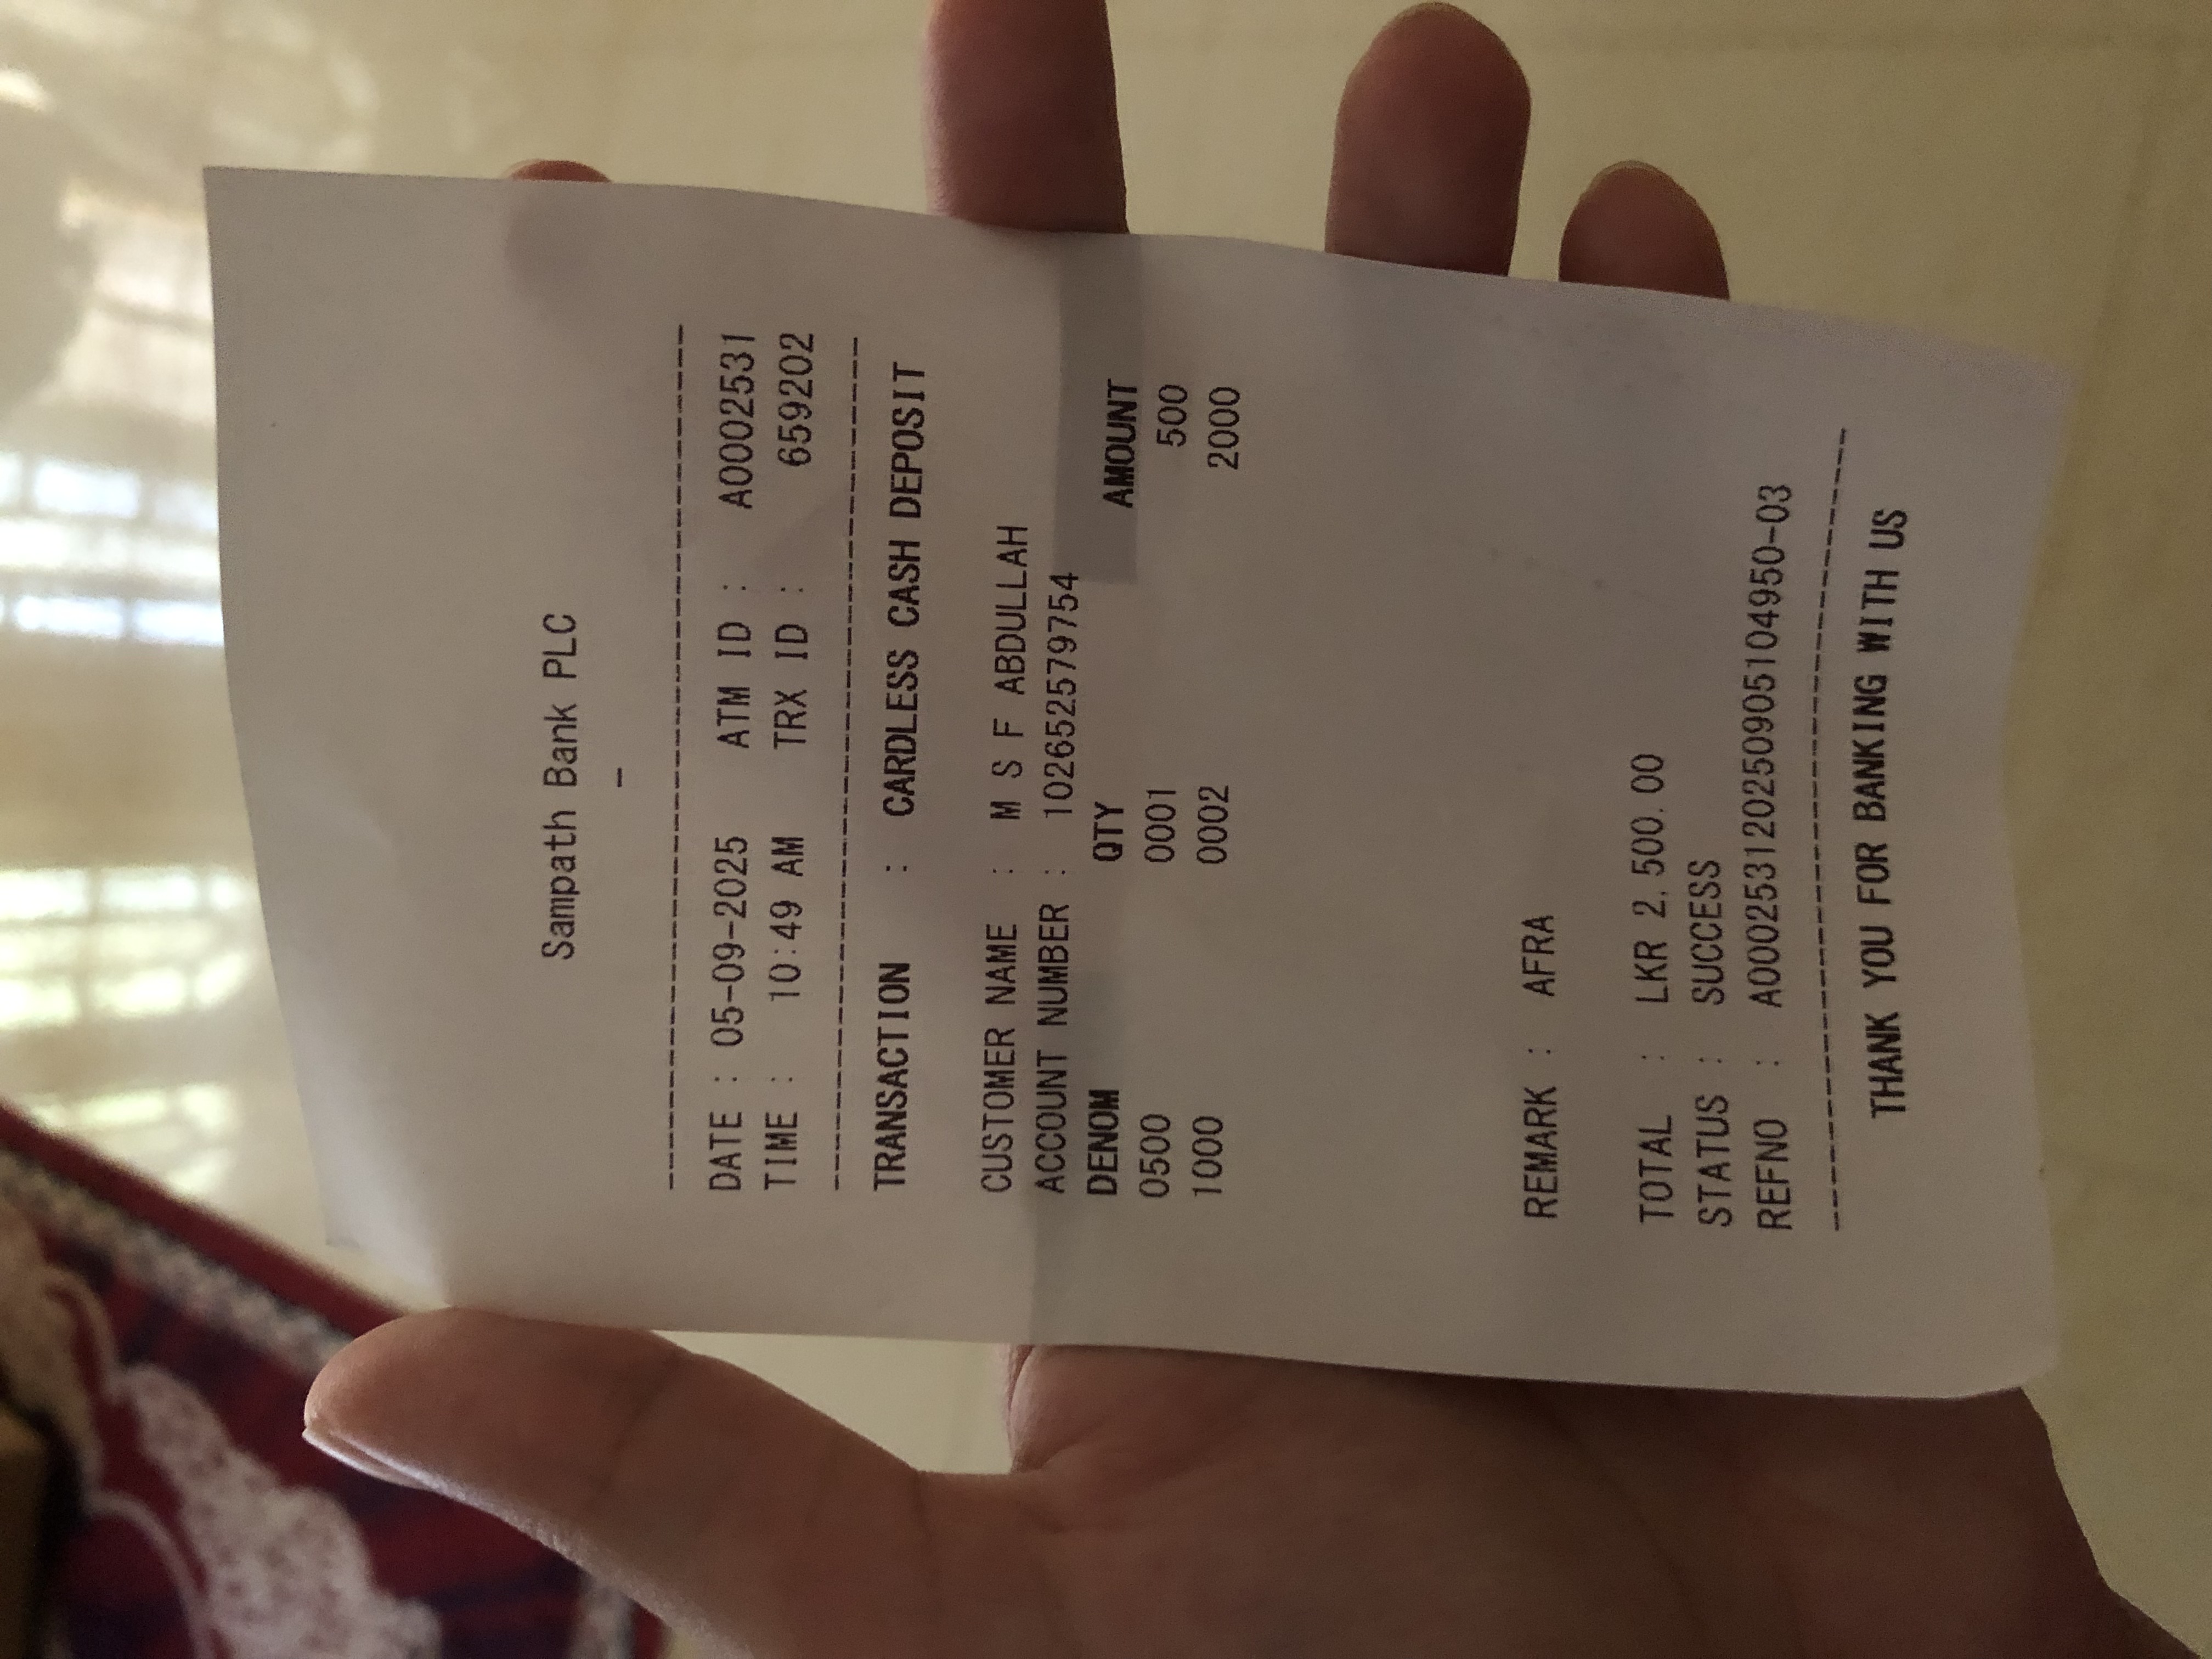 Sampath Bank PLC
-
--------------------------------------------
DATE : 05-09-2025 ATM ID : A0002531
TIME : 10:49 AM TRX ID : 659202
--------------------------------------------
TRANSACTION : CARDLESS CASH DEPOSIT
CUSTOMER NAME : M S F ABDULLAH
ACCOUNT NUMBER : 102652579754
DENOM QTY AMOUNT
0500 0001 500
1000 0002 2000
REMARK : AFRA
TOTAL : LKR 2,500.00
STATUS : SUCCESS
REFNO : A000253120250905104950-03
--------------------------------------------
THANK YOU FOR BANKING WITH US